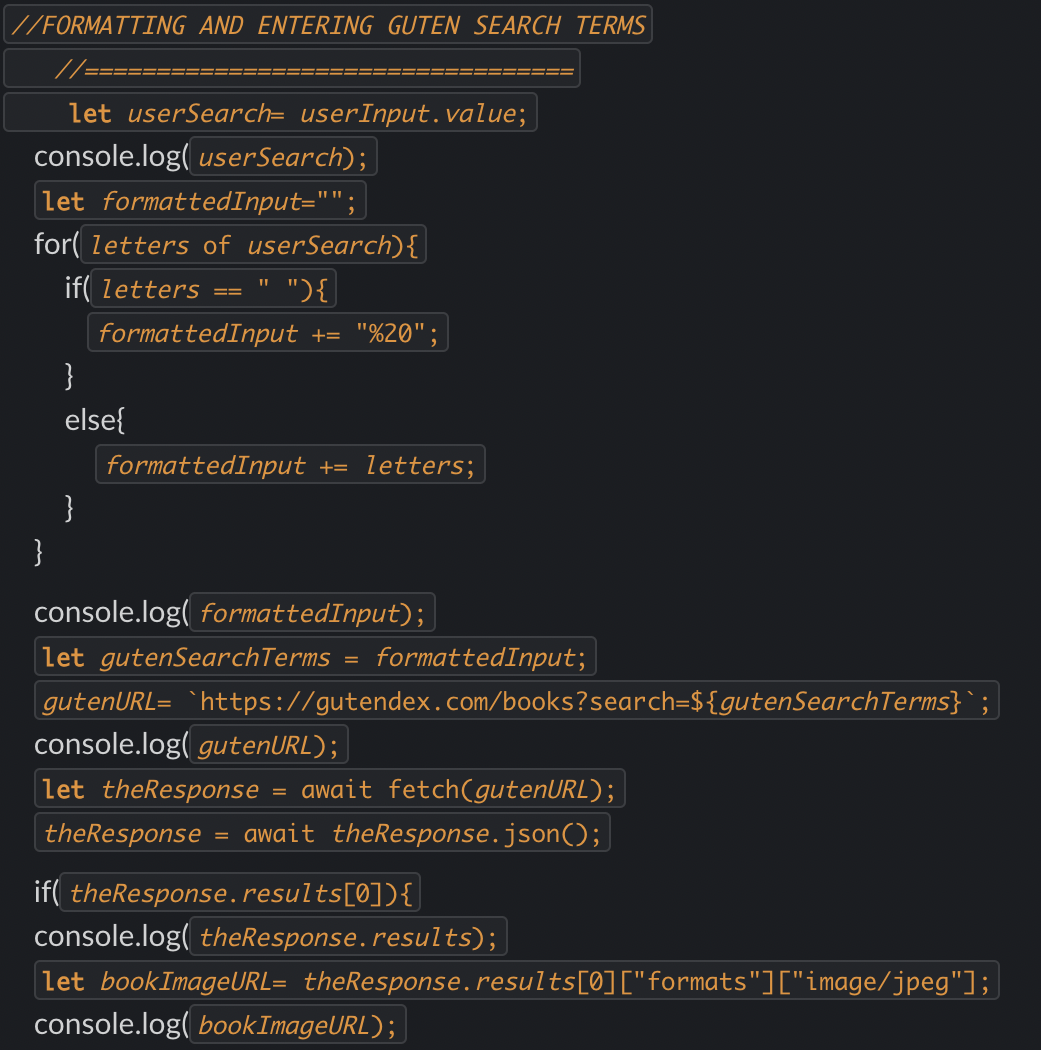 //FORMATTING AND ENTERING GUTEN SEARCH TERMS
//==================================
let userSearch= userInput.value;
console.log(userSearch);
let formattedInput="";
for(letters of userSearch){
if(letters == " "){
formattedInput += "%20";
}
else{
formattedInput += letters;
}
}
console.log(formattedInput);
let gutenSearchTerms = formattedInput;
gutenURL= `https://gutendex.com/books?search=${gutenSearchTerms}`;
console.log(gutenURL);
let theResponse = await fetch(gutenURL);
theResponse = await theResponse.json();
if(theResponse.results[0]){
console.log(theResponse.results);
let bookImageURL= theResponse.results[0]["formats"]["image/jpeg"];
console.log(bookImageURL);